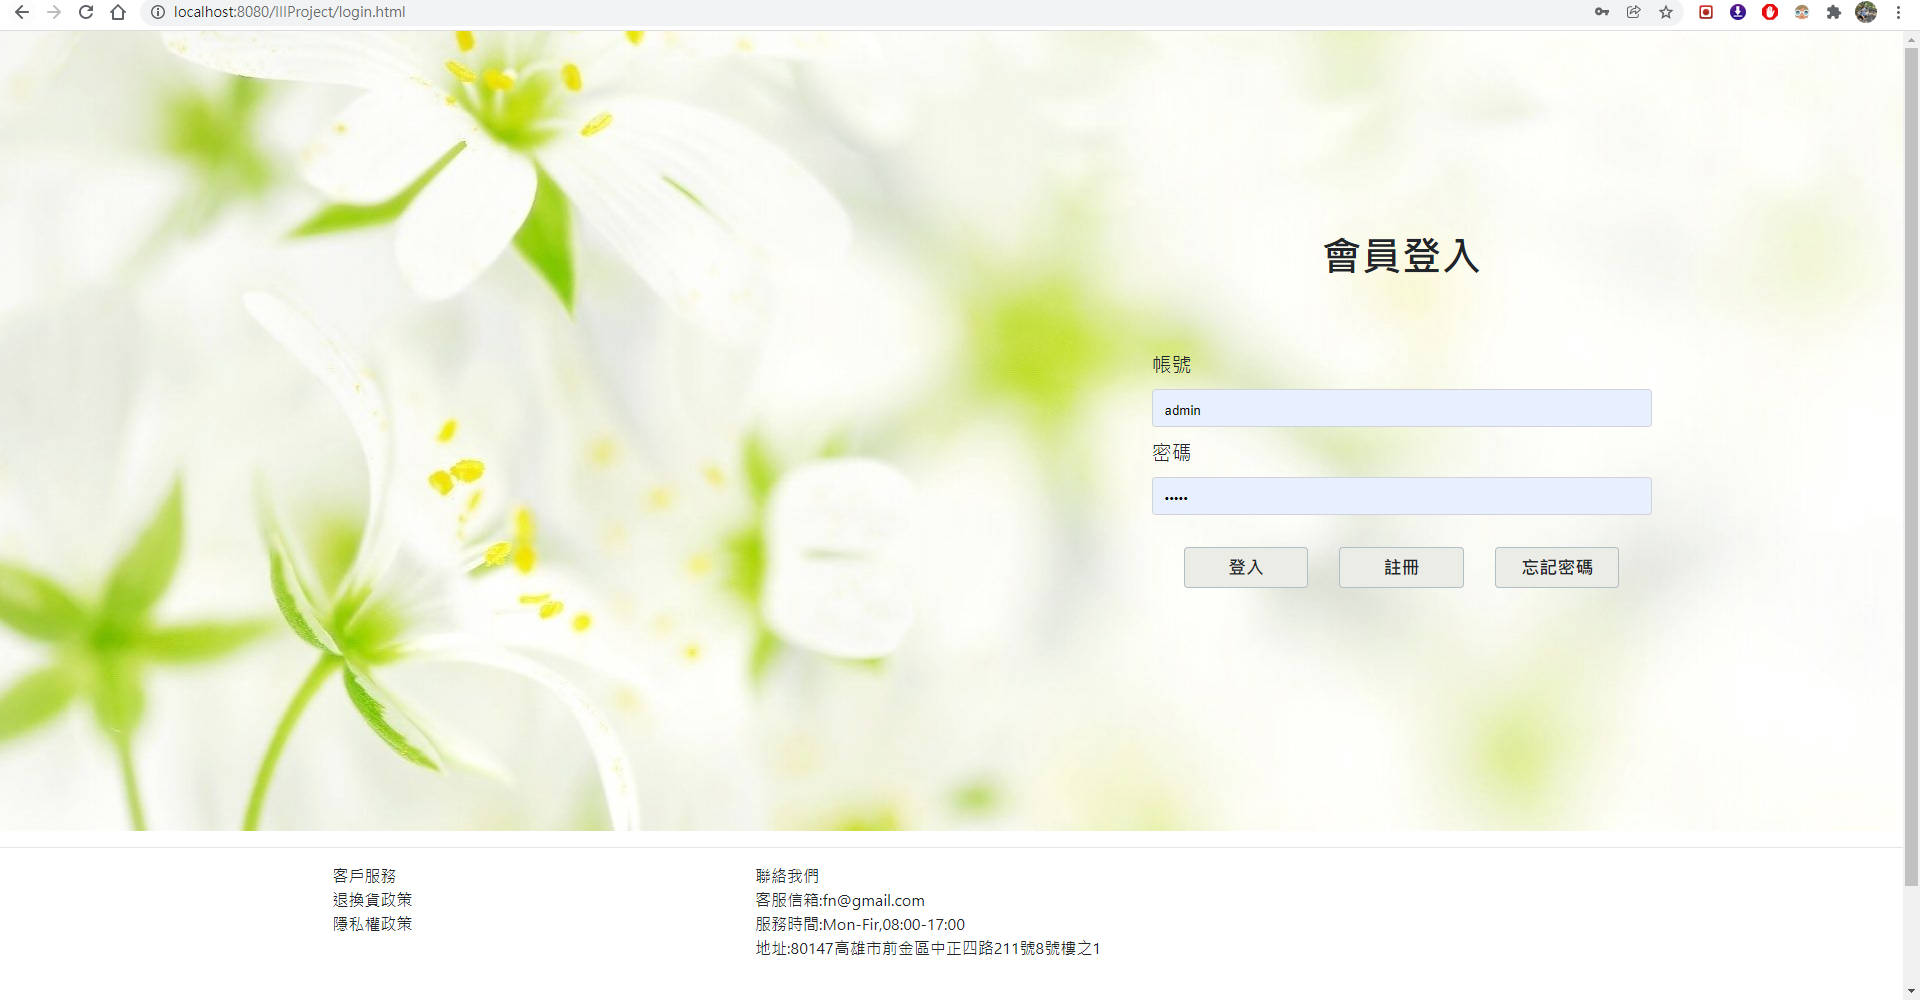 localhost:8080/IIIProject/login.html
會員登入
帳號
admin
密碼
•••••
登入 註冊 忘記密碼
客戶服務
退換貨政策
隱私權政策
聯絡我們
客服信箱:fn@gmail.com
服務時間:Mon-Fir,08:00-17:00
地址:80147高雄市前金區中正四路211號8號樓之1